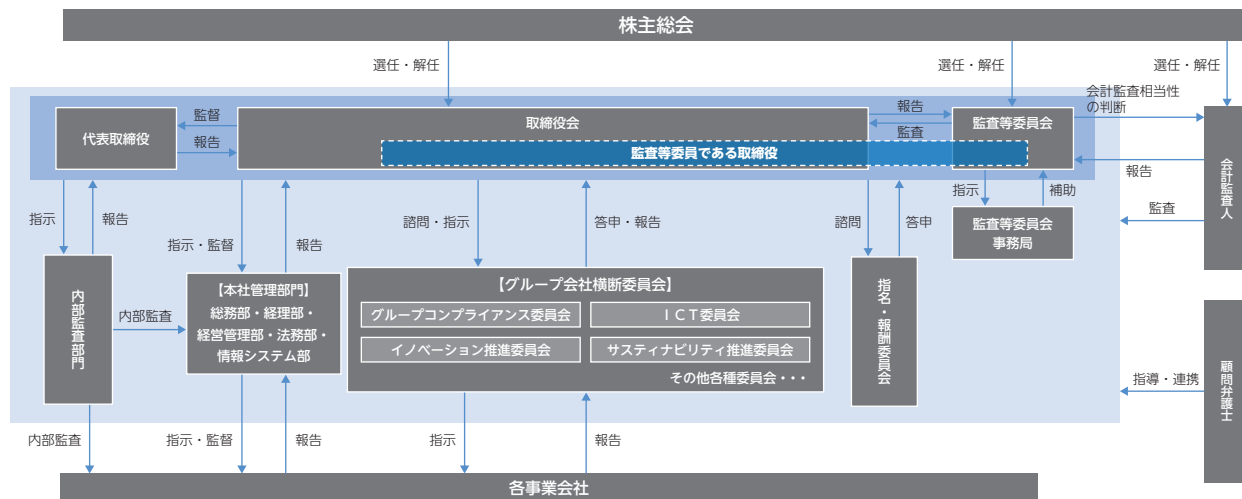 株主総会
選任・解任
選任・解任
選任・解任
代表取締役
監督
報告
取締役会
監査等委員である取締役
報告
監査
監査等委員会
会計監査相当性
の判断
会計監査人
報告
監査
指示
報告
指示・監督
報告
諮問・指示
答申・報告
諮問
答申
指示
補助
監査等委員会
事務局
内部監査部門
内部監査
【本社管理部門】
総務部・経理部・
経営管理部・法務部・
情報システム部
【グループ会社横断委員会】
グループコンプライアンス委員会
ＩＣＴ委員会
イノベーション推進委員会
サスティナビリティ推進委員会
その他各種委員会・・・
指名・報酬委員会
指導・連携
顧問弁護士
内部監査
指示・監督
報告
指示
報告
各事業会社